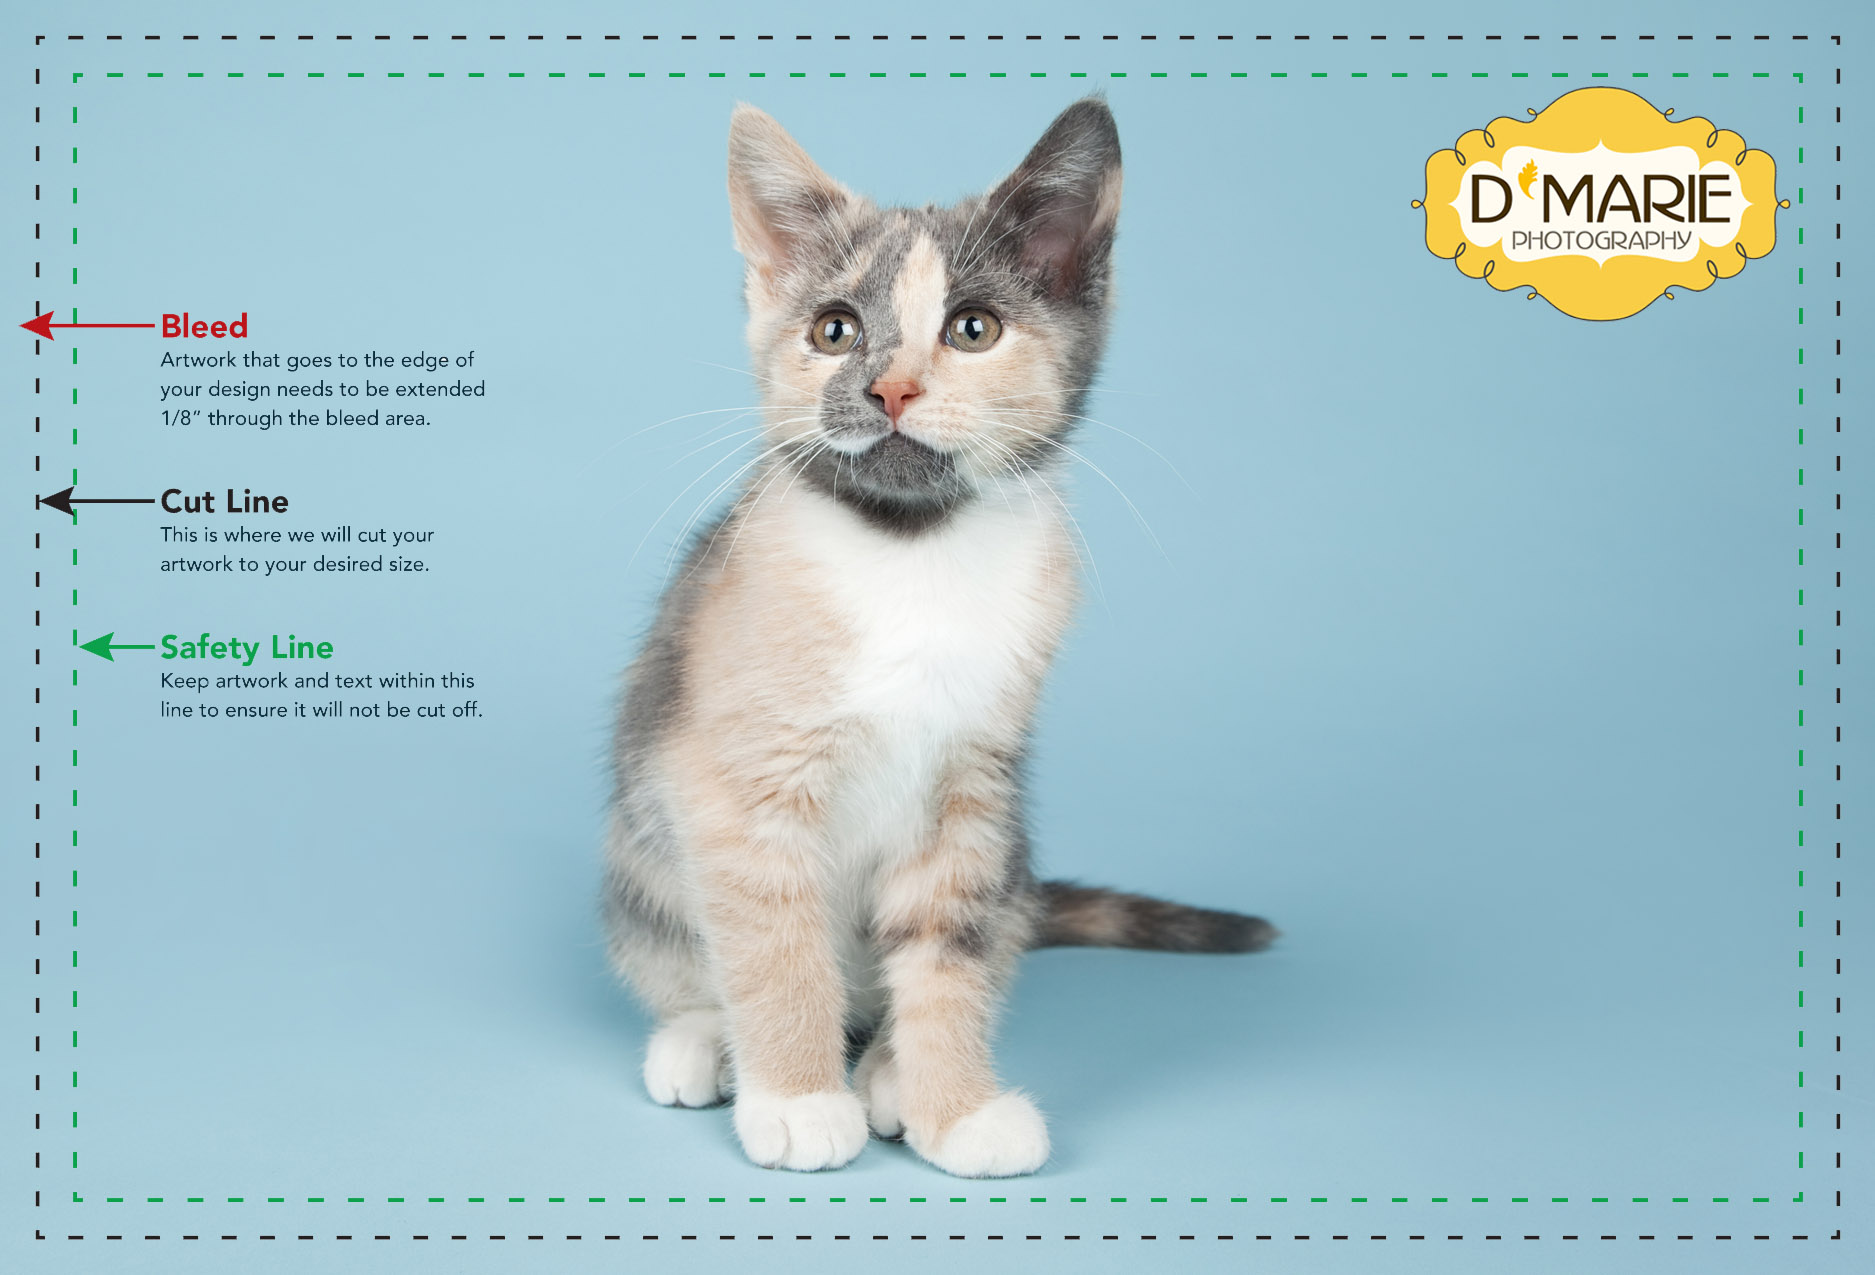 Bleed
Artwork that goes to the edge of
your design needs to be extended
1/8” through the bleed area.
Cut Line
This is where we will cut your
artwork to your desired size.
Safety Line
Keep artwork and text within this
line to ensure it will not be cut off.
D'MARIE
PHOTOGRAPHY